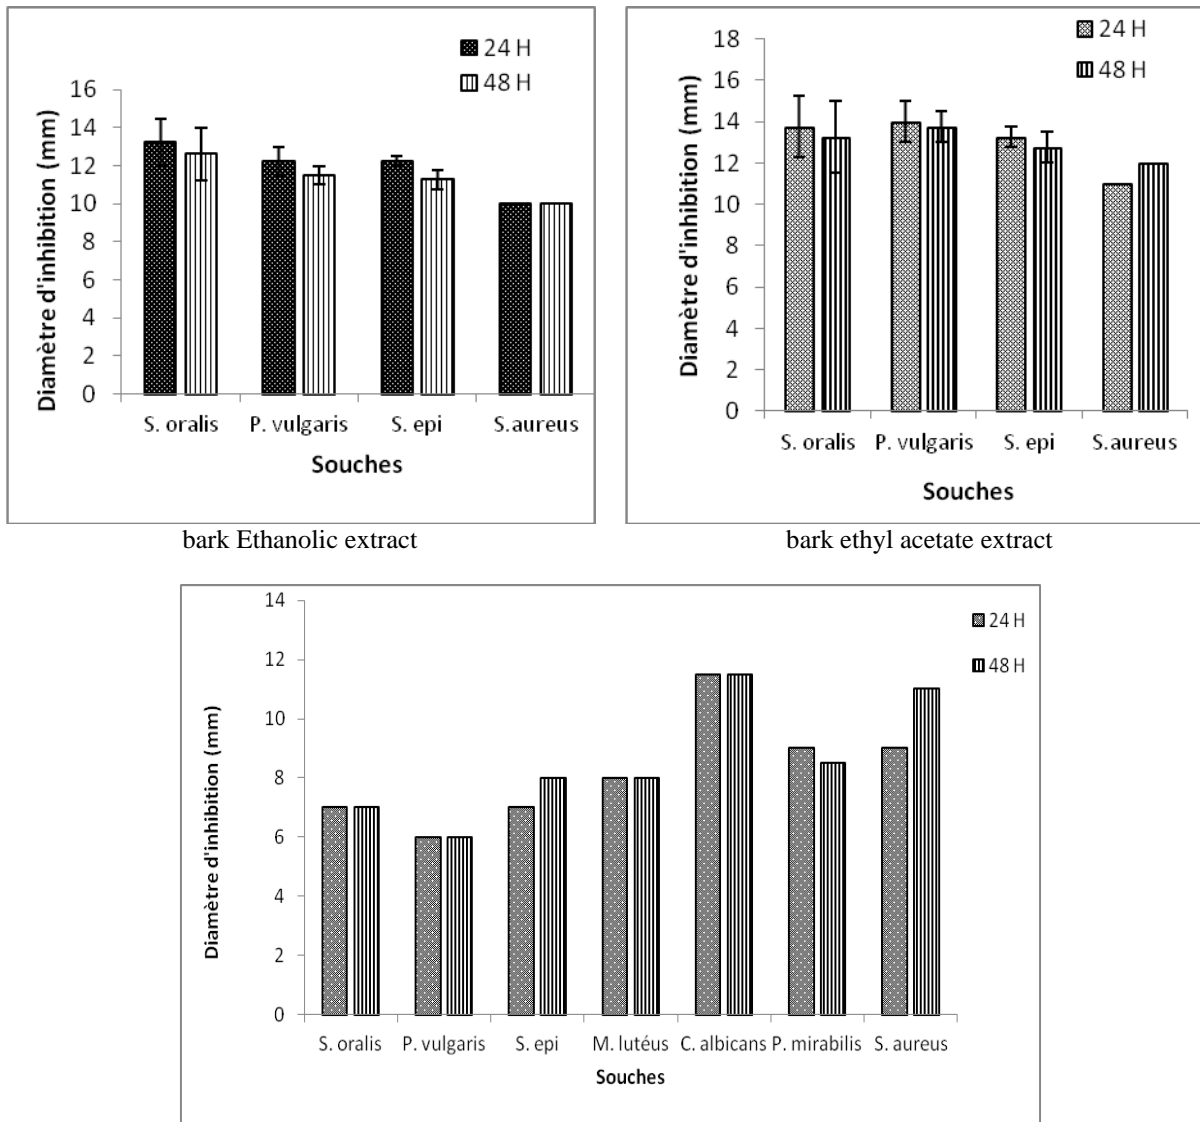 24 H
48 H
Diamètre d'inhibition (mm)
16
14
12
10
8
6
4
2
0
S. oralis P. vulgaris S. epi S.aureus
Souches
bark Ethanolic extract
24 H
48 H
Diamètre d'inhibition (mm)
18
16
14
12
10
8
6
4
2
0
S. oralis P. vulgaris S. epi S.aureus
Souches
bark ethyl acetate extract
24 H
48 H
Diamètre d'inhibition (mm)
14
12
10
8
6
4
2
0
S. oralis P. vulgaris S. epi M. lutéus C. albicans P. mirabilis S. aureus
Souches